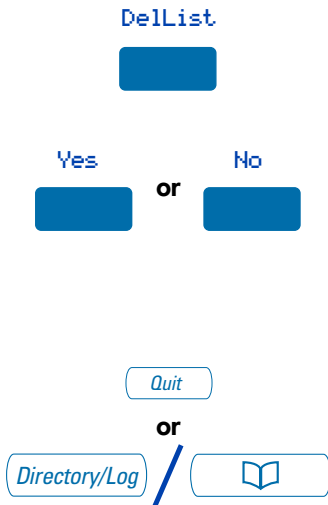 DelList
Yes or No
Quit
or
Directory/Log